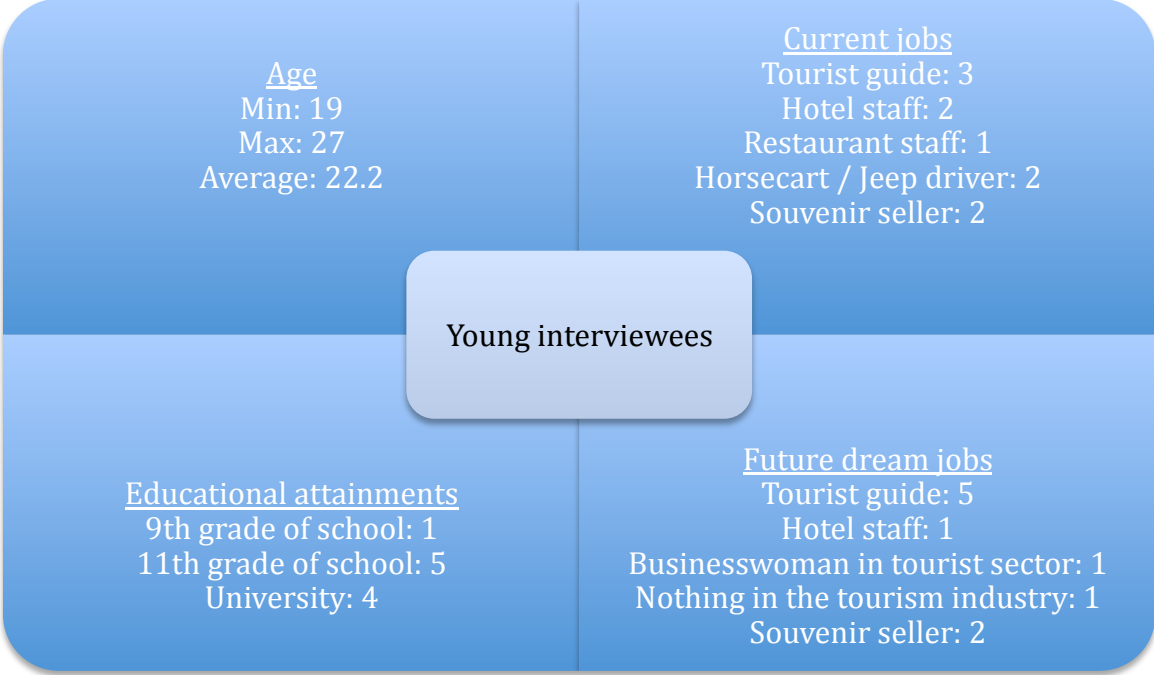 Age
Min: 19
Max: 27
Average: 22.2
Current jobs
Tourist guide: 3
Hotel staff: 2
Restaurant staff: 1
Horsecart / Jeep driver: 2
Souvenir seller: 2
Young interviewees
Educational attainments
9th grade of school: 1
11th grade of school: 5
University: 4
Future dream jobs
Tourist guide: 5
Hotel staff: 1
Businesswoman in tourist sector: 1
Nothing in the tourism industry: 1
Souvenir seller: 2